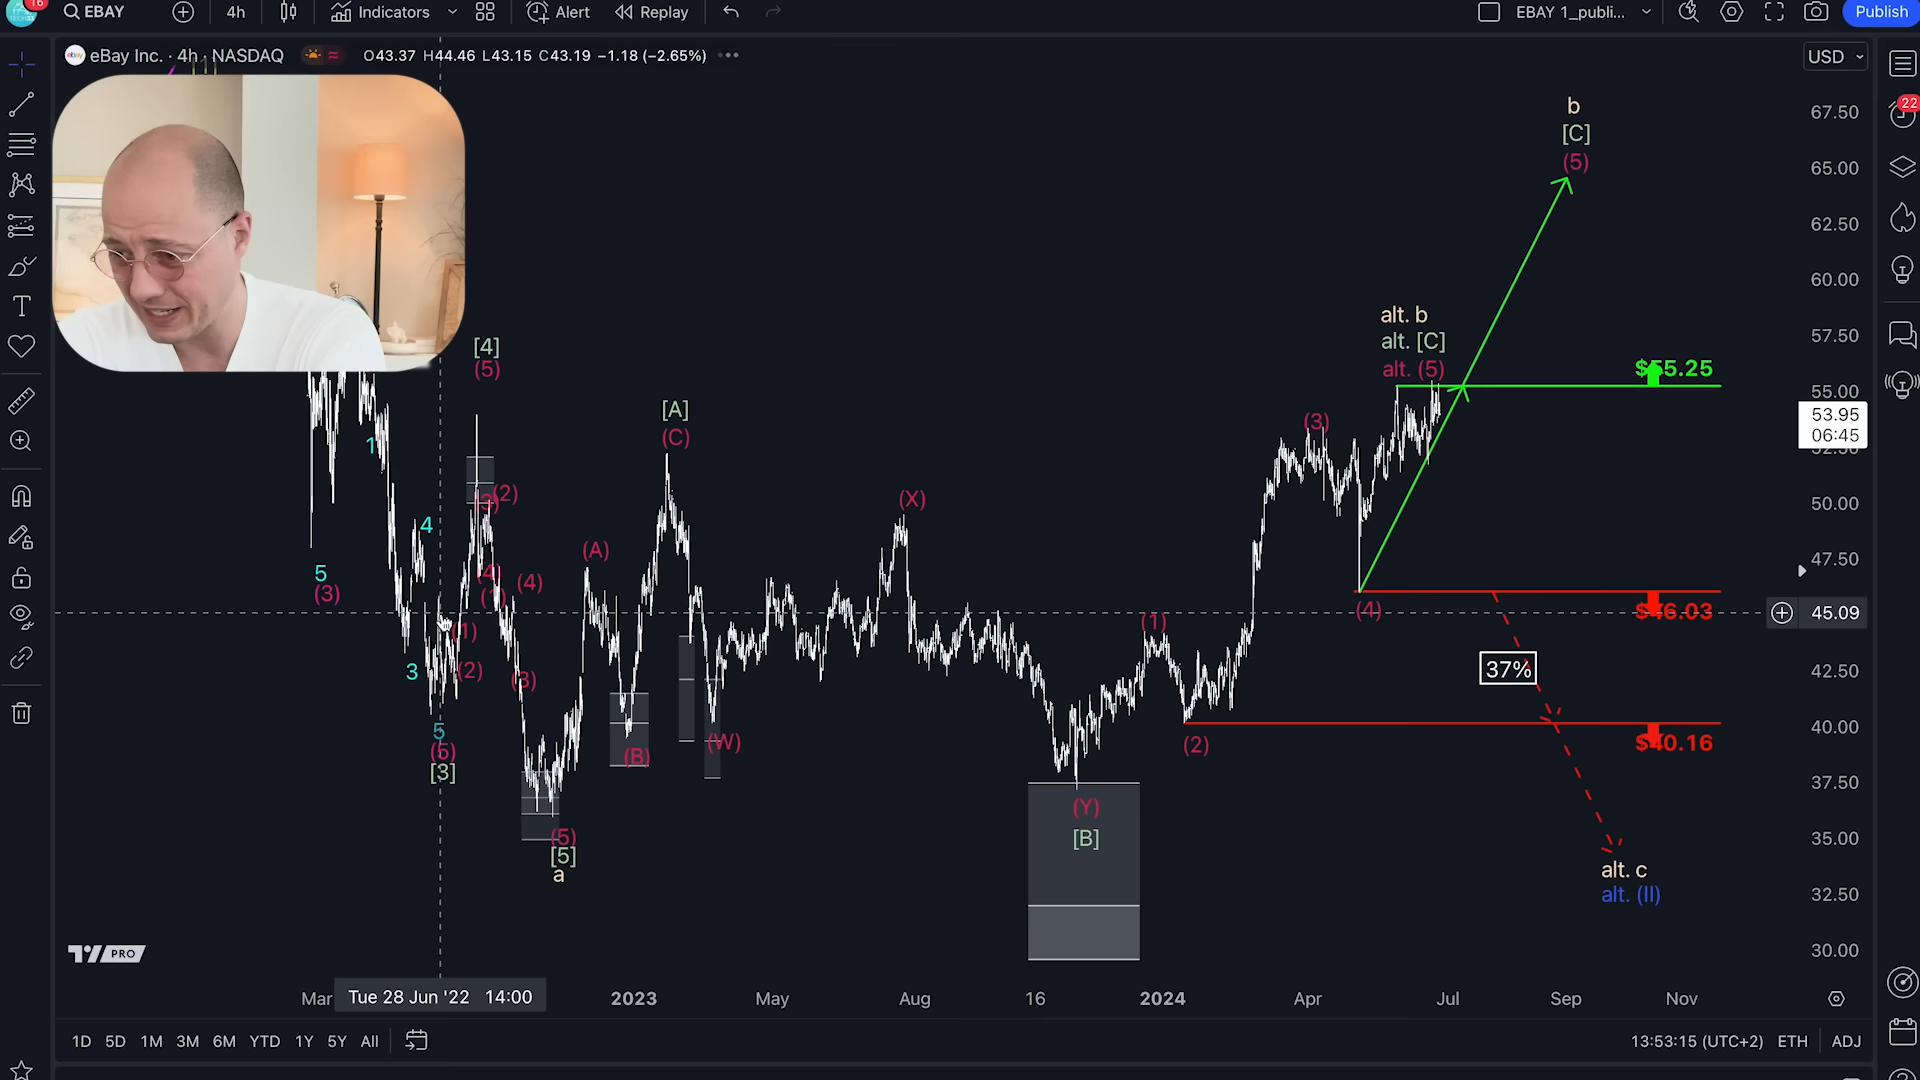 16
EBAY
4h
Indicators
Alert
Replay
EBAY 1_publi...
Publish
eBay Inc. · 4h · NASDAQ
O43.37 H44.46 L43.15 C43.19 −1.18 (−2.65%)
USD
22
67.50
65.00
62.50
60.00
57.50
55.00
53.95
06:45
50.00
47.50
45.09
42.50
40.00
37.50
35.00
32.50
30.00
b
[C]
(5)
alt. b
alt. [C]
alt. (5)
$55.25
$46.03
$40.16
37%
alt. c
alt. (II)
1
4
5
(3)
3
5
(5)
[3]
[4]
(5)
(2)
(4)
(1)
(2)
(3)
(5)
[5]
a
(A)
(B)
[A]
(C)
(W)
(X)
(Y)
[B]
(1)
(2)
(3)
(4)
PRO
Mar
Tue 28 Jun '22 14:00
2023
May
Aug
16
2024
Apr
Jul
Sep
Nov
1D 5D 1M 3M 6M YTD 1Y 5Y All
13:53:15 (UTC+2) ETH ADJ